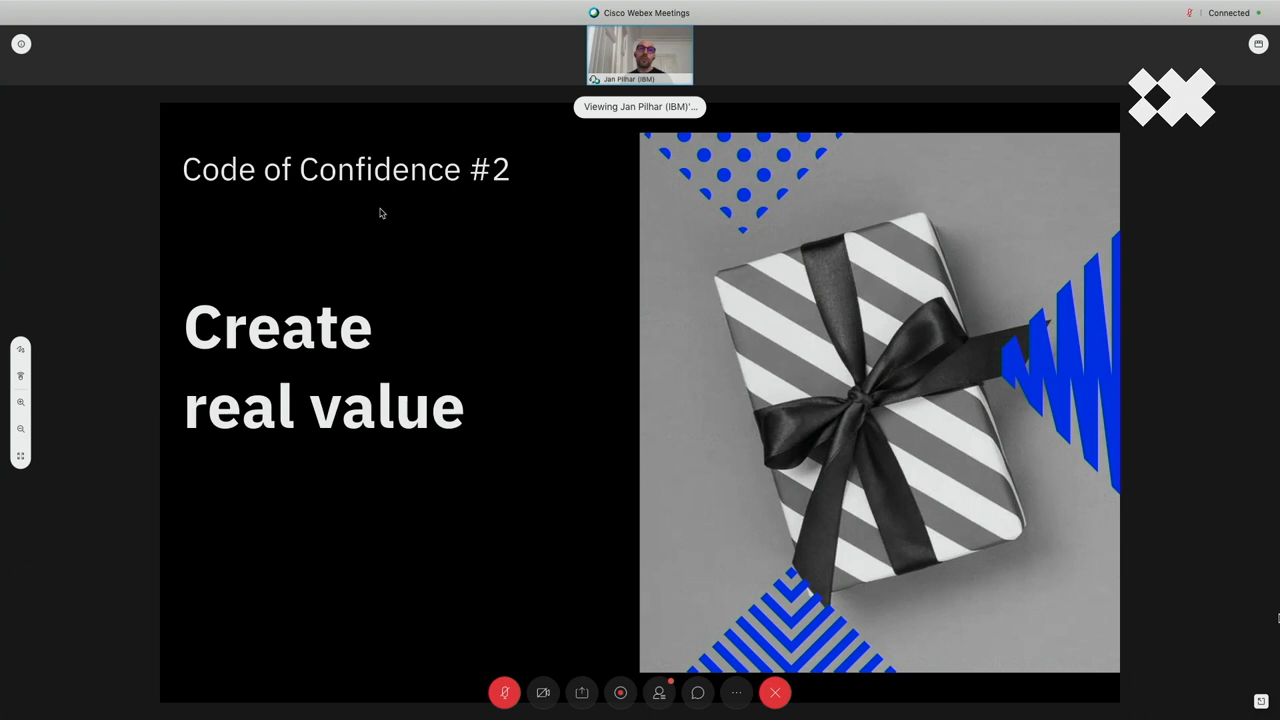 Cisco Webex Meetings
Connected
Jan Pilhar (IBM)
Viewing Jan Pilhar (IBM)'...
Code of Confidence #2
Create
real value